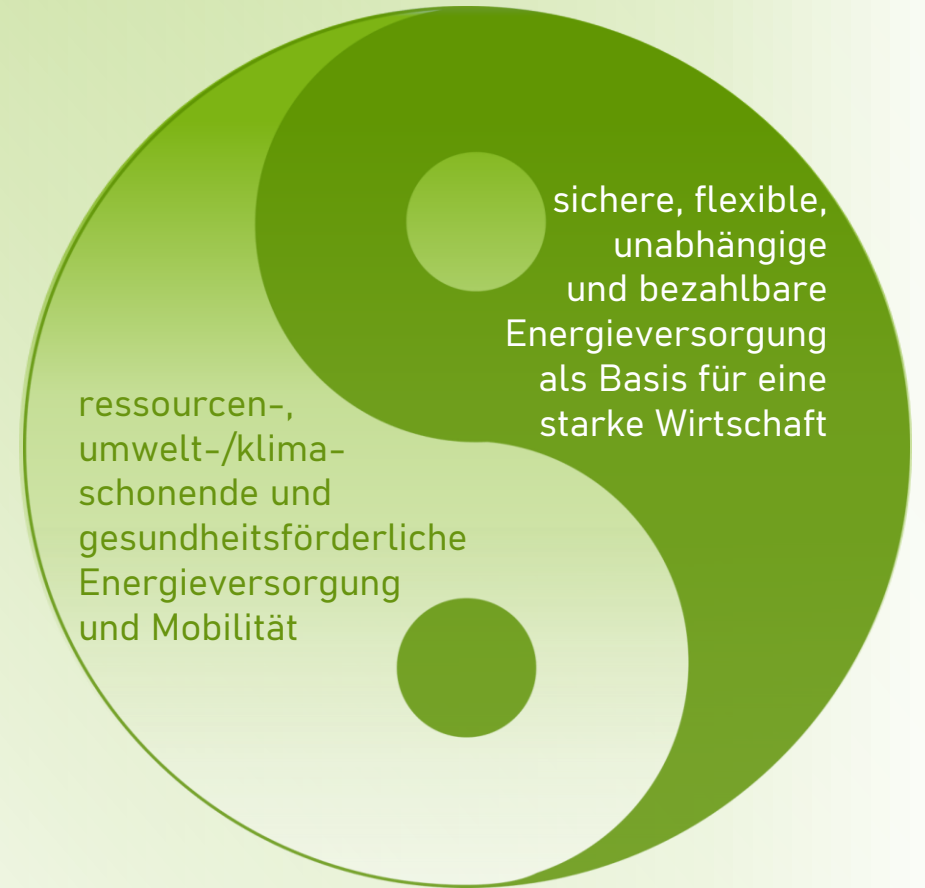 sichere, flexible,
unabhängige
und bezahlbare
Energieversorgung
als Basis für eine
starke Wirtschaft
ressourcen-,
umwelt-/klima-
schonende und
gesundheitsförderliche
Energieversorgung
und Mobilität